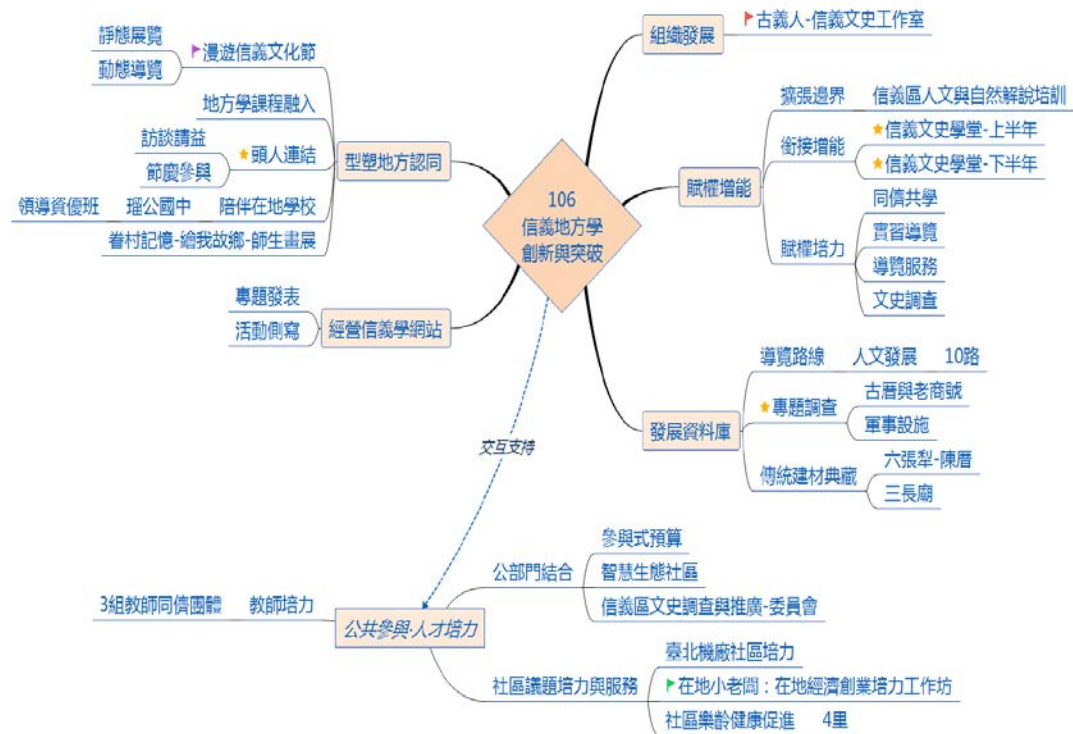 106
信義地方學
創新與突破
組織發展
古義人-信義文史工作室
賦權增能
擴張邊界
信義區人文與自然解說培訓
銜接增能
信義文史學堂-上半年
信義文史學堂-下半年
賦權培力
同儕共學
實習導覽
導覽服務
文史調查
發展資料庫
導覽路線
人文發展
10路
專題調查
古厝與老商號
軍事設施
傳統建材典藏
六張犁-陳厝
三長廟
型塑地方認同
漫遊信義文化節
靜態展覽
動態導覽
地方學課程融入
頭人連結
訪談請益
節慶參與
陪伴在地學校
瑠公國中
領導資優班
眷村記憶-繪我故鄉-師生畫展
經營信義學網站
專題發表
活動側寫
交互支持
公共參與·人才培力
教師培力
3組教師同儕團體
公部門結合
參與式預算
智慧生態社區
信義區文史調查與推廣-委員會
社區議題培力與服務
臺北機廠社區培力
在地小老闆：在地經濟創業培力工作坊
社區樂齡健康促進
4里